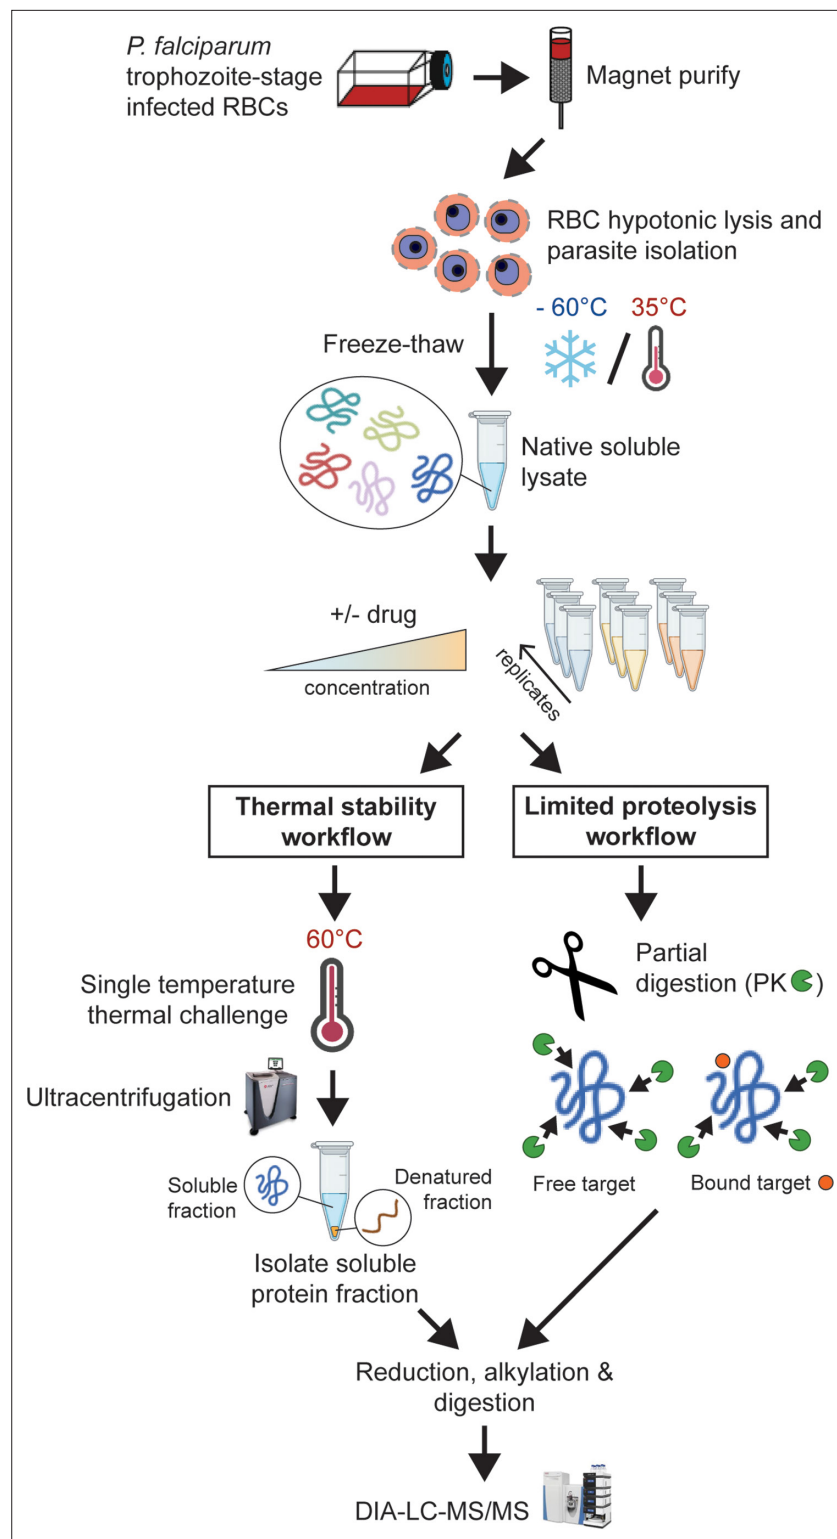 P. falciparum
trophozoite-stage
infected RBCs
Magnet purify
RBC hypotonic lysis and
parasite isolation
- 60°C
35°C
Freeze-thaw
Native soluble
lysate
+/- drug
concentration
replicates
Thermal stability
workflow
Limited proteolysis
workflow
60°C
Single temperature
thermal challenge
Partial
digestion (PK )
Ultracentrifugation
Soluble
fraction
Denatured
fraction
Free target
Bound target
Isolate soluble
protein fraction
Reduction, alkylation &
digestion
DIA-LC-MS/MS